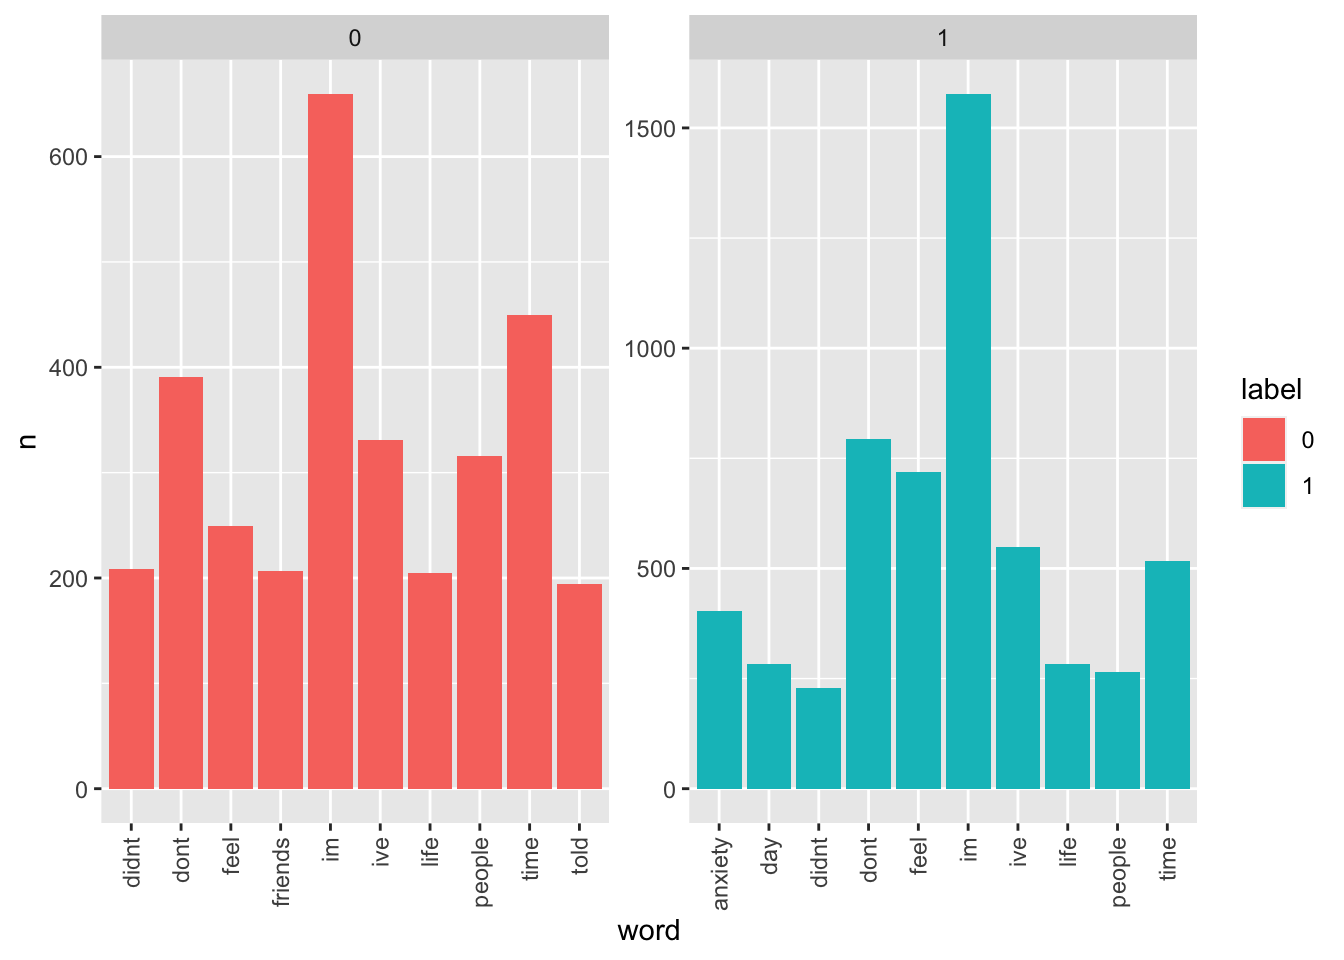 0
1
600
400
200
0
n
didnt
dont
feel
friends
im
ive
life
people
time
told
1500
1000
500
0
anxiety
day
didnt
dont
feel
im
ive
life
people
time
word
label
0
1